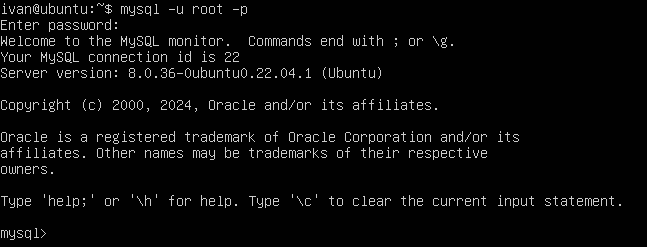 ivan@ubuntu:~$ mysql -u root -p
Enter password:
Welcome to the MySQL monitor.  Commands end with ; or \g.
Your MySQL connection id is 22
Server version: 8.0.36-0ubuntu0.22.04.1 (Ubuntu)
Copyright (c) 2000, 2024, Oracle and/or its affiliates.
Oracle is a registered trademark of Oracle Corporation and/or its
affiliates. Other names may be trademarks of their respective
owners.
Type 'help;' or '\h' for help. Type '\c' to clear the current input statement.
mysql>